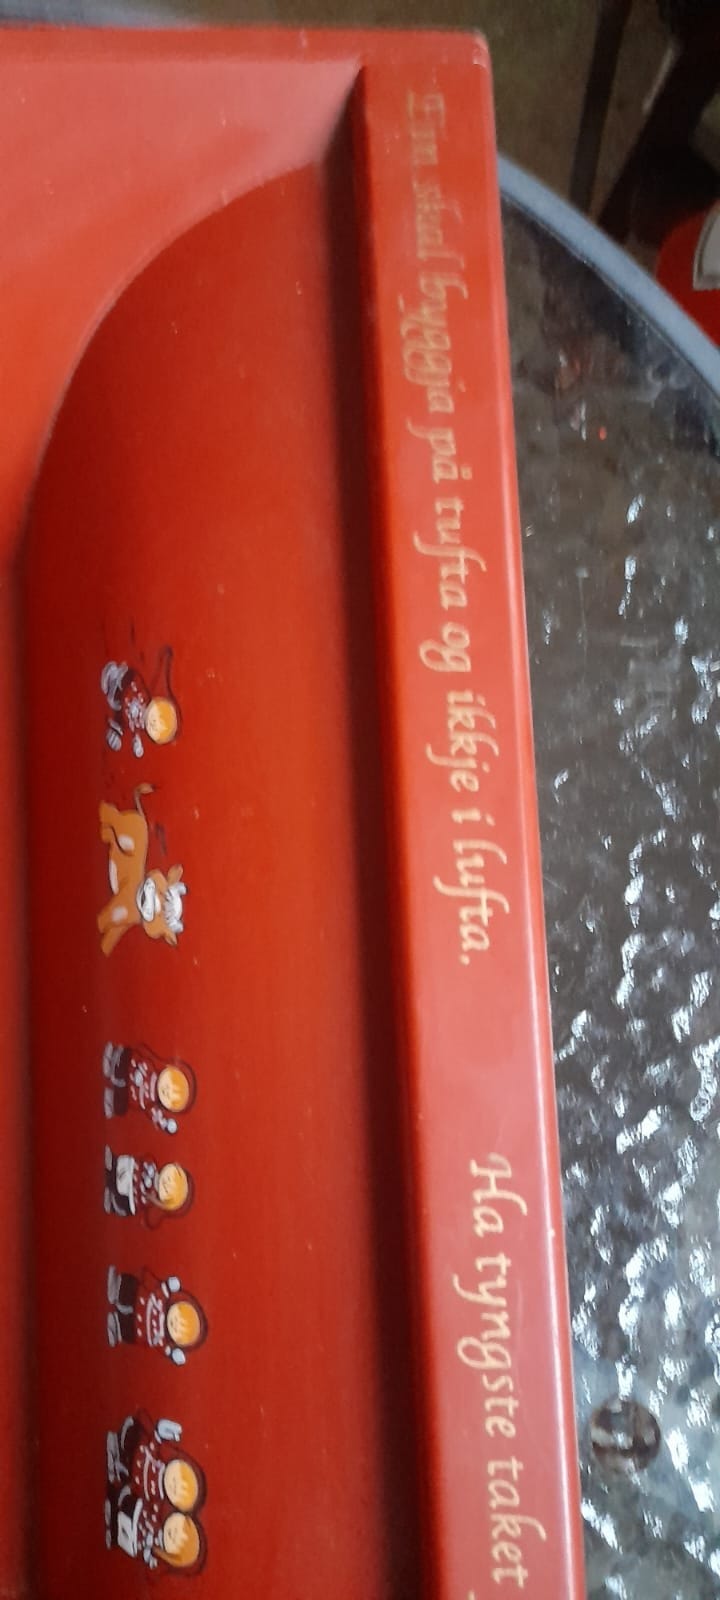 Ein skal byggja på tufta og ikkje i lufta.
Ha tyngste taket